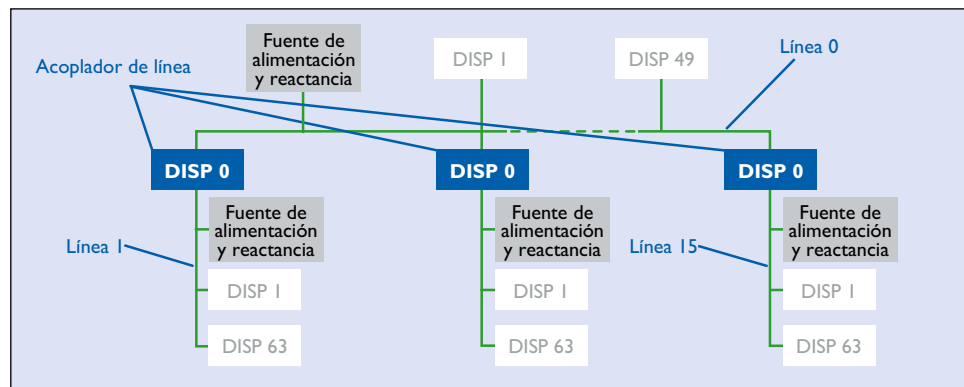 Fuente de
alimentación
y reactancia
DISP 1
DISP 49
Línea 0
Acoplador de línea
DISP 0
DISP 0
DISP 0
Fuente de
alimentación
y reactancia
Fuente de
alimentación
y reactancia
Fuente de
alimentación
y reactancia
Línea 1
Línea 15
DISP 1
DISP 1
DISP 1
DISP 63
DISP 63
DISP 63